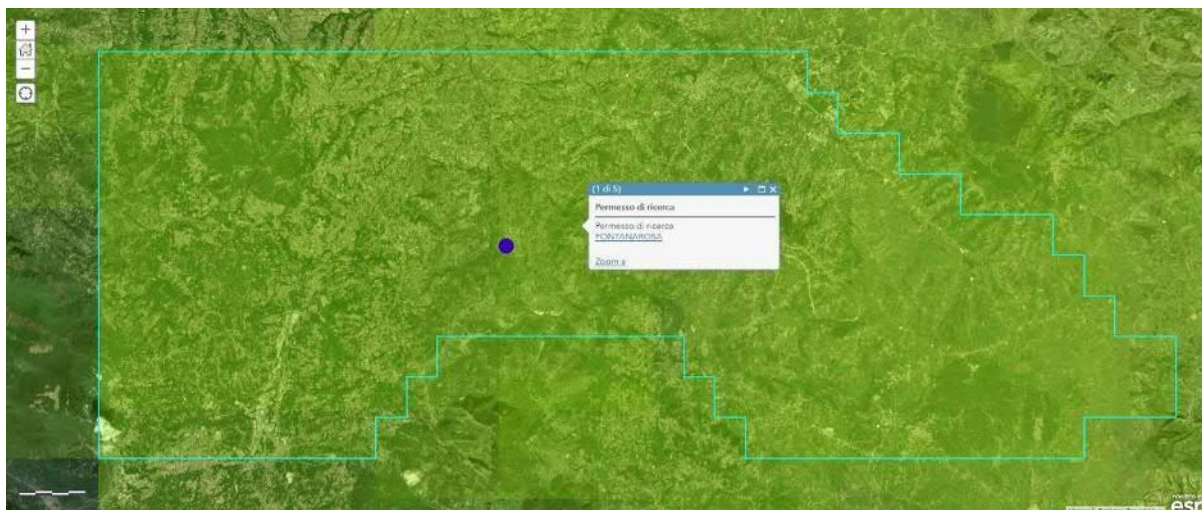 (1 di 5)
Permesso di ricerca
Permesso di ricerca
FONTANAROSA
Zoom a
esri